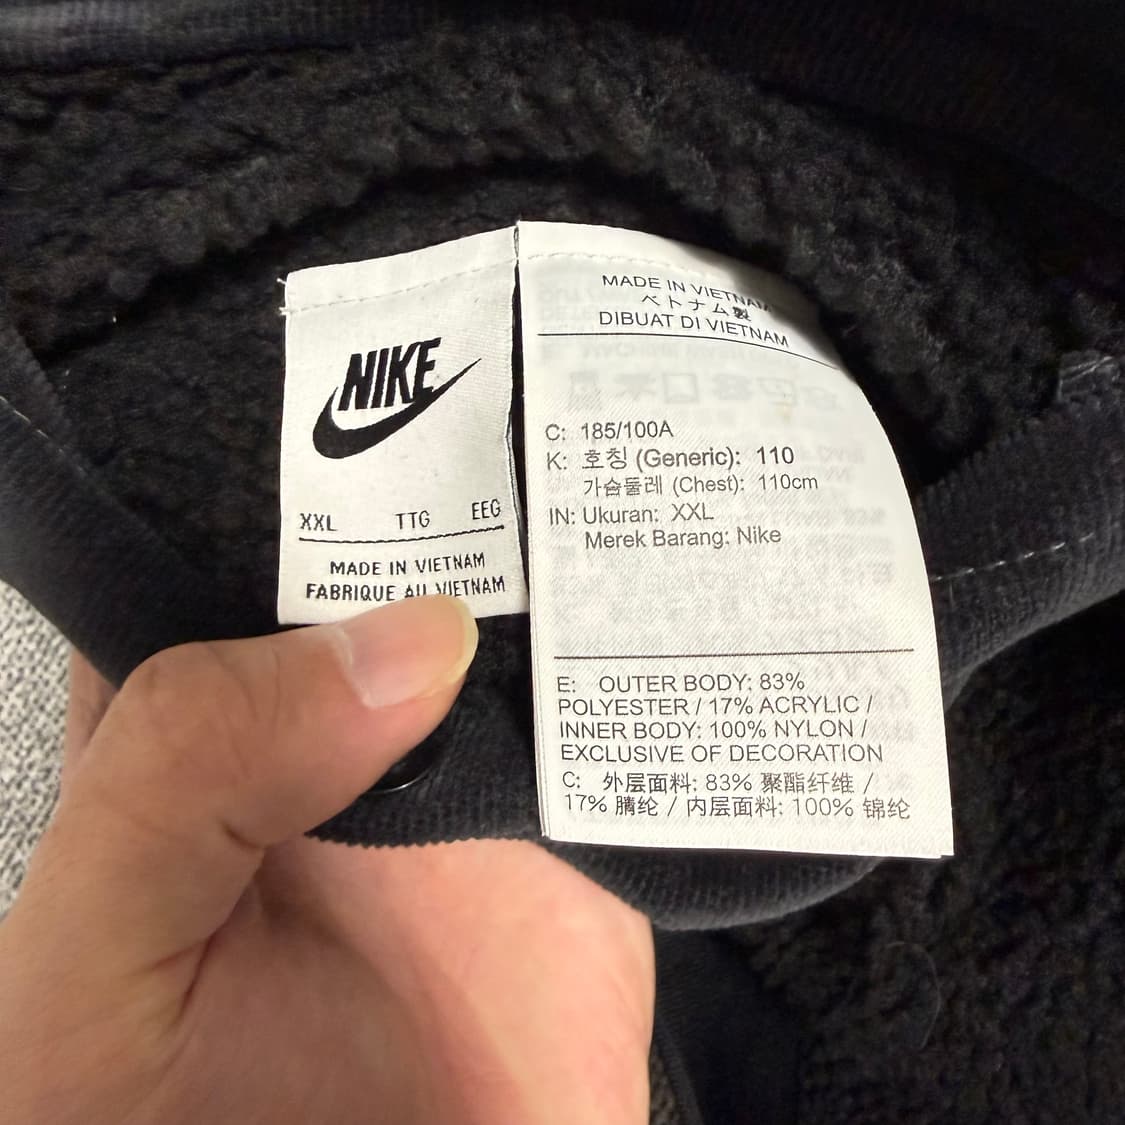 NIKE
XXL TTG EEG
MADE IN VIETNAM
FABRIQUE AU VIETNAM
MADE IN VIETNAM
ベトナム製
DIBUAT DI VIETNAM
C: 185/100A
K: 호칭 (Generic): 110
가슴둘레 (Chest): 110cm
IN: Ukuran: XXL
Merek Barang: Nike
E: OUTER BODY: 83%
POLYESTER / 17% ACRYLIC /
INNER BODY: 100% NYLON /
EXCLUSIVE OF DECORATION
C: 外层面料: 83% 聚酯纤维 /
17% 腈纶 / 内层面料: 100% 锦纶